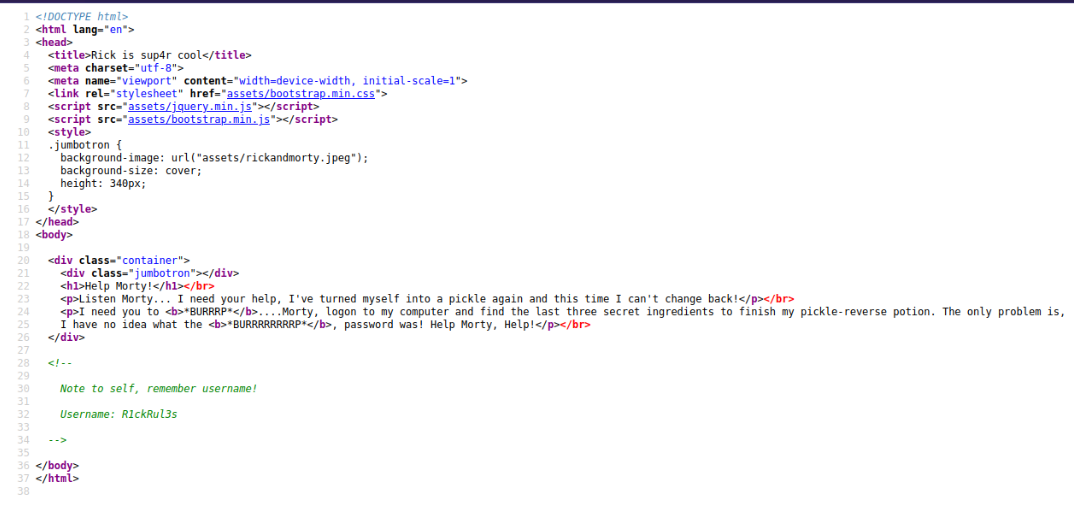 1 <!DOCTYPE html>
2 <html lang="en">
3 <head>
4   <title>Rick is sup4r cool</title>
5   <meta charset="utf-8">
6   <meta name="viewport" content="width=device-width, initial-scale=1">
7   <link rel="stylesheet" href="assets/bootstrap.min.css">
8   <script src="assets/jquery.min.js"></script>
9   <script src="assets/bootstrap.min.js"></script>
10   <style>
11   .jumbotron {
12     background-image: url("assets/rickandmorty.jpeg");
13     background-size: cover;
14     height: 340px;
15   }
16   </style>
17 </head>
18 <body>
19
20   <div class="container">
21     <div class="jumbotron"></div>
22     <h1>Help Morty!</h1></br>
23     <p>Listen Morty... I need your help, I've turned myself into a pickle again and this time I can't change back!</p></br>
24     <p>I need you to <b>*BURRRP*</b>....Morty, logon to my computer and find the last three secret ingredients to finish my pickle-reverse potion. The only problem is,
25     I have no idea what the <b>*BURRRRRRRRP*</b>, password was! Help Morty, Help!</p></br>
26   </div>
27
28   <!--
29
30     Note to self, remember username!
31
32     Username: R1ckRul3s
33
34   -->
35
36 </body>
37 </html>
38